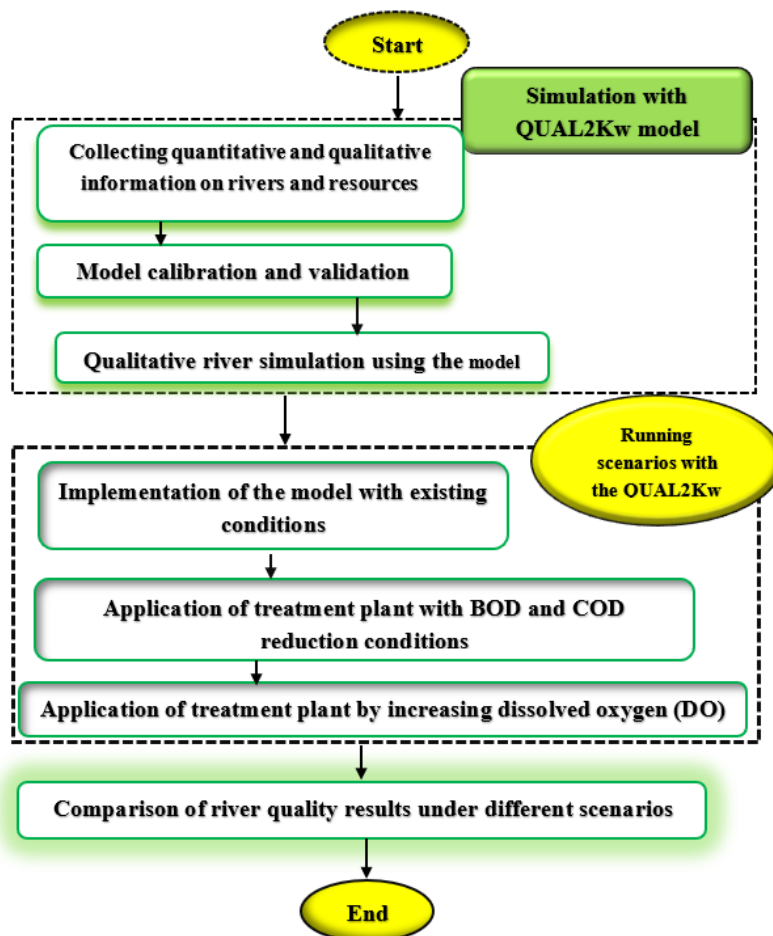 Start
Simulation with
QUAL2Kw model
Collecting quantitative and qualitative
information on rivers and resources
Model calibration and validation
Qualitative river simulation using the model
Running
scenarios with
the QUAL2Kw
Implementation of the model with existing
conditions
Application of treatment plant with BOD and COD
reduction conditions
Application of treatment plant by increasing dissolved oxygen (DO)
Comparison of river quality results under different scenarios
End